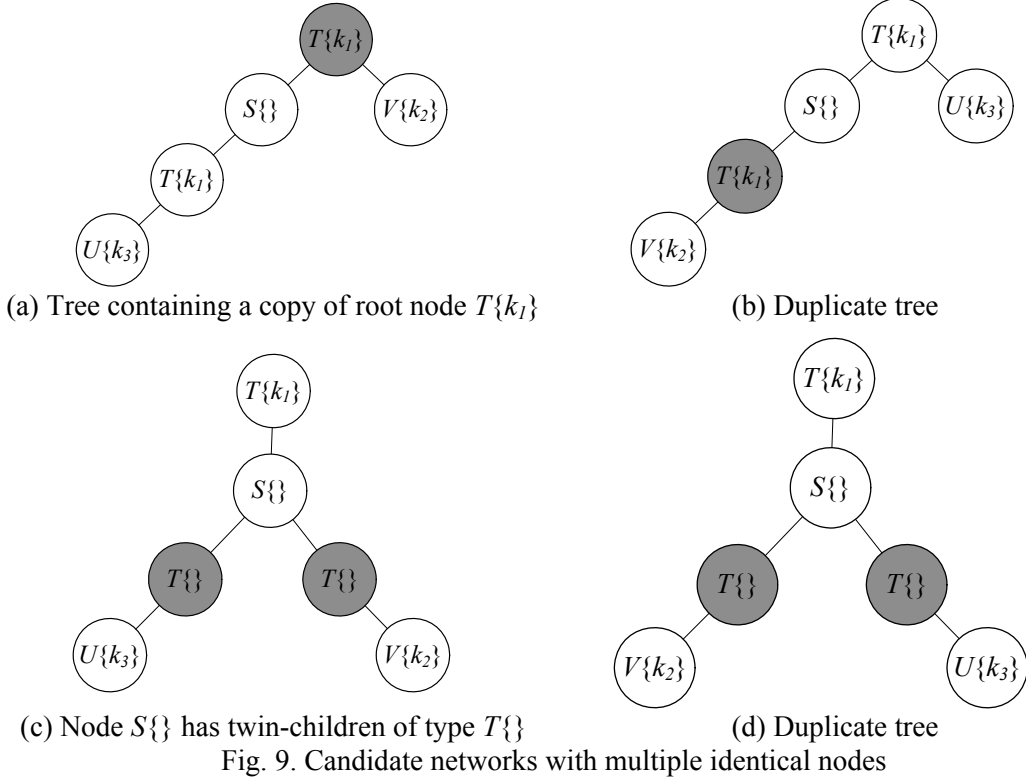 T{k₁}
S{}
V{k₂}
T{k₁}
U{k₃}
(a) Tree containing a copy of root node T{k₁}
T{k₁}
S{}
U{k₃}
T{k₁}
V{k₂}
(b) Duplicate tree
T{k₁}
S{}
T{} T{}
U{k₃} V{k₂}
(c) Node S{} has twin-children of type T{}
T{k₁}
S{}
T{} T{}
V{k₂} U{k₃}
(d) Duplicate tree
Fig. 9. Candidate networks with multiple identical nodes